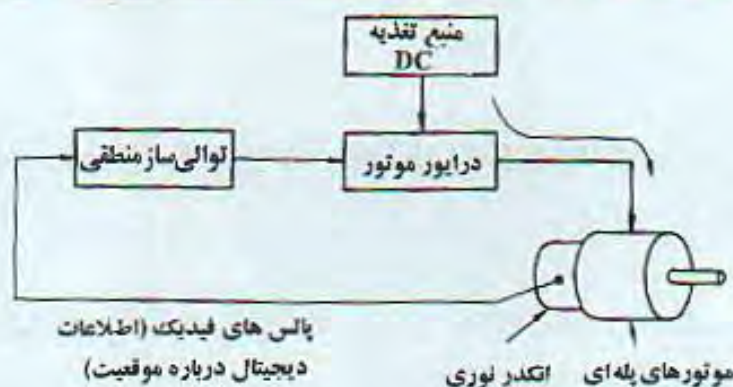 منبع تغذیه
DC
توالی‌ساز منطقی
درایور موتور
پالس های فیدبک (اطلاعات
دیجیتال درباره موقعیت)
انکدر نوری
موتورهای پله‌ای